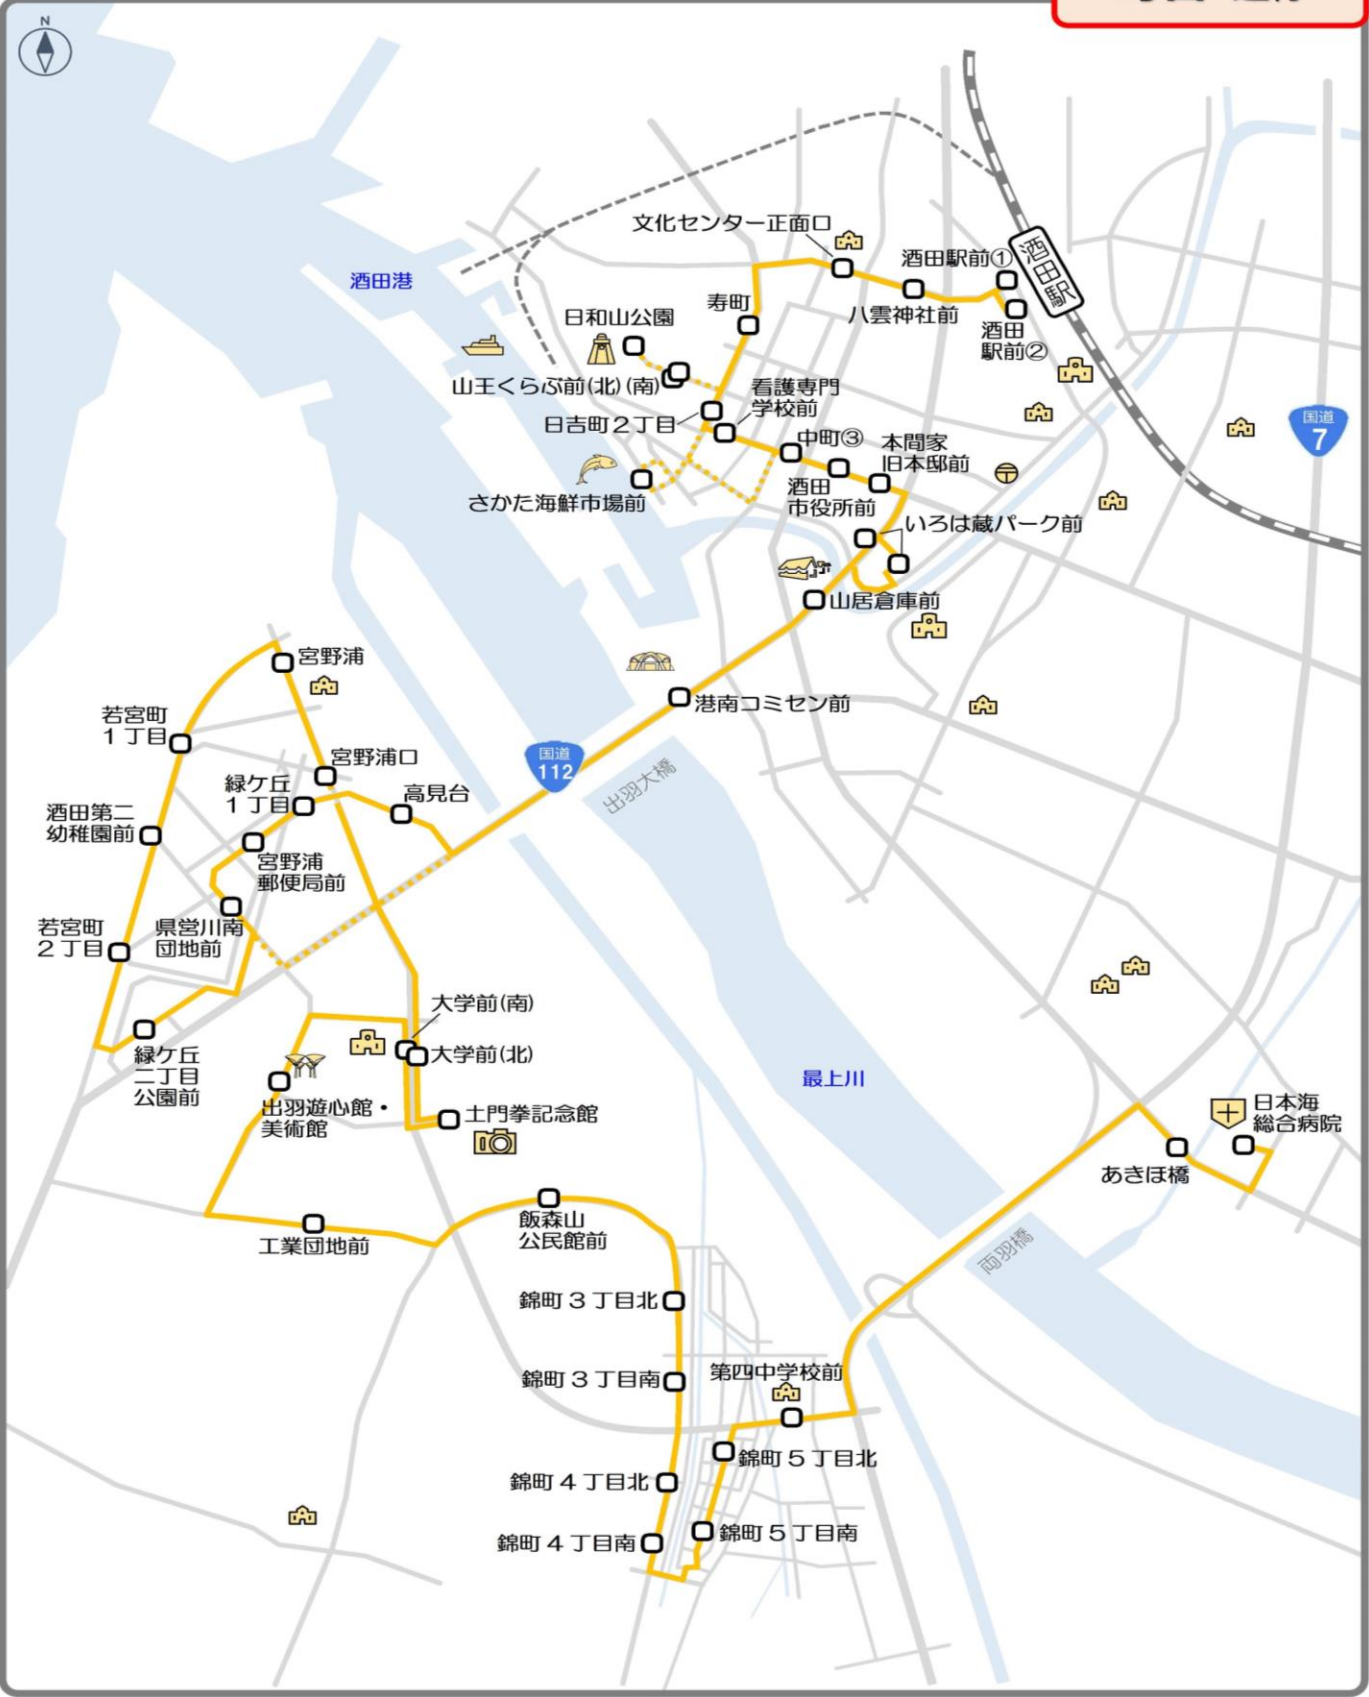 N
酒田港
文化センター正面口
酒田駅前①
酒田駅
八雲神社前
酒田
駅前②
寿町
日和山公園
山王くらぶ前(北)(南)
日吉町２丁目
看護専門
学校前
中町③
本間家
旧本邸前
国道
7
さかた海鮮市場前
酒田
市役所前
いろは蔵パーク前
山居倉庫前
宮野浦
港南コミセン前
若宮町
１丁目
宮野浦口
国道
112
出羽大橋
緑ケ丘
１丁目
高見台
酒田第二
幼稚園前
宮野浦
郵便局前
若宮町
２丁目
県営川南
団地前
大学前(南)
大学前(北)
緑ケ丘
二丁目
公園前
最上川
出羽遊心館・
美術館
土門拳記念館
日本海
総合病院
あきほ橋
飯森山
公民館前
工業団地前
両羽橋
錦町３丁目北
錦町３丁目南
第四中学校前
錦町４丁目北
錦町５丁目北
錦町４丁目南
錦町５丁目南